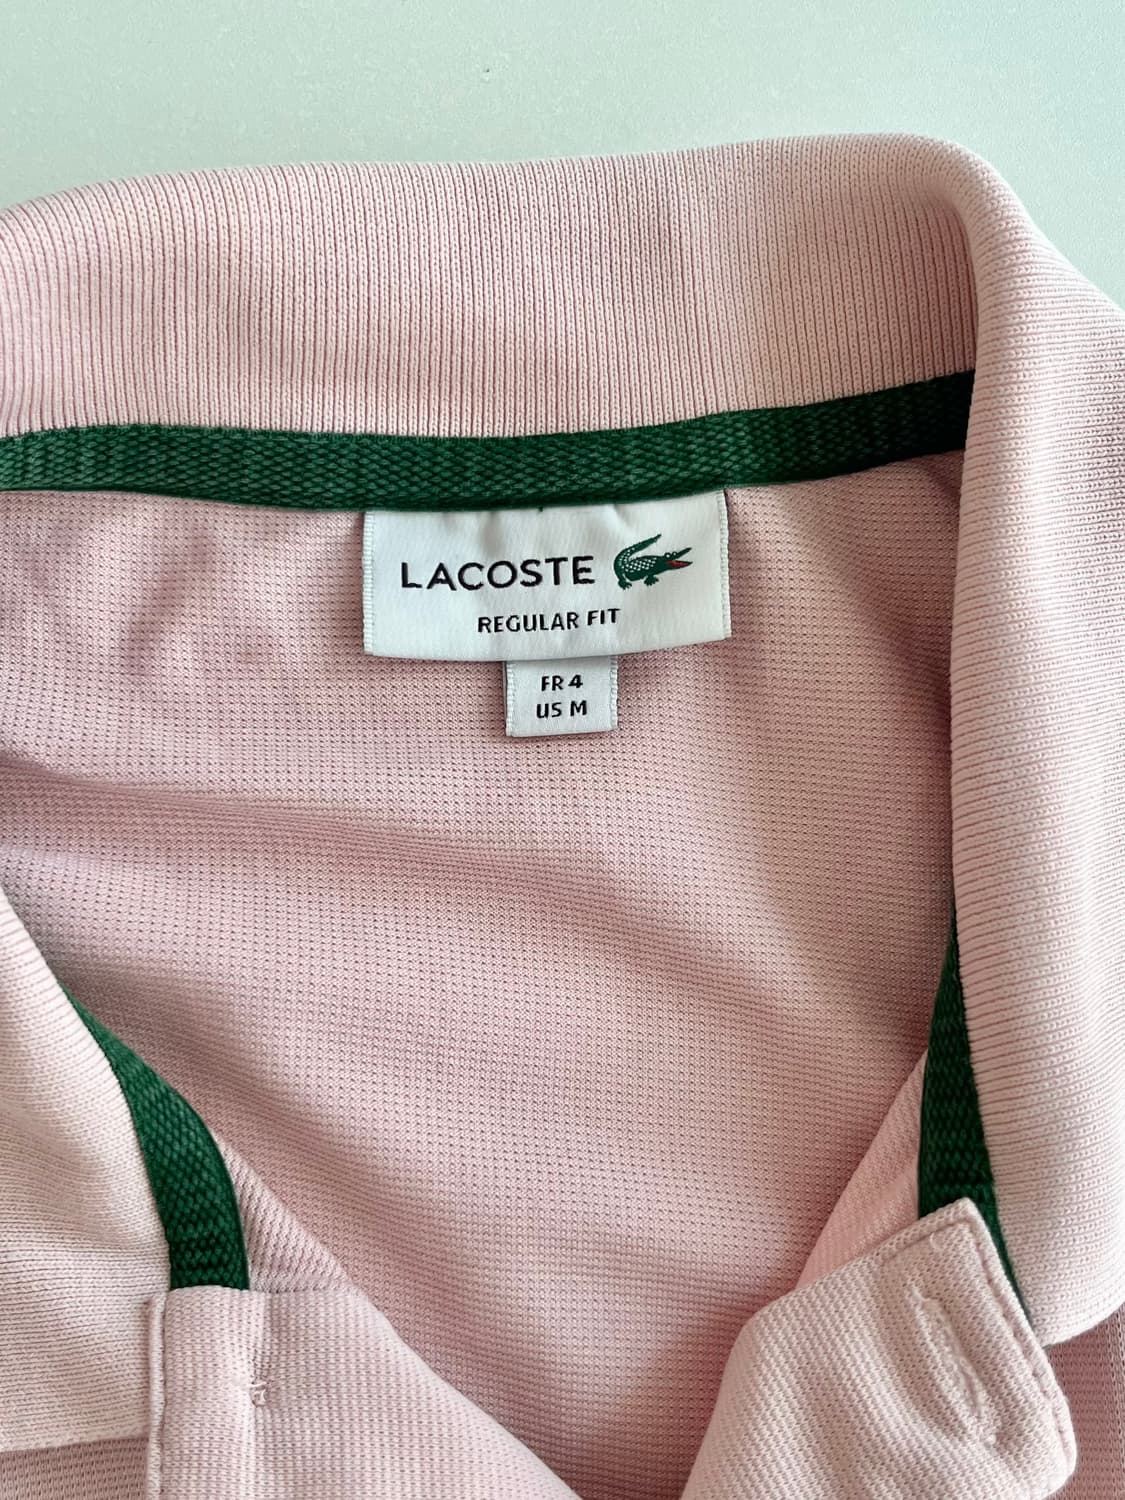 LACOSTE
REGULAR FIT
FR 4
US M